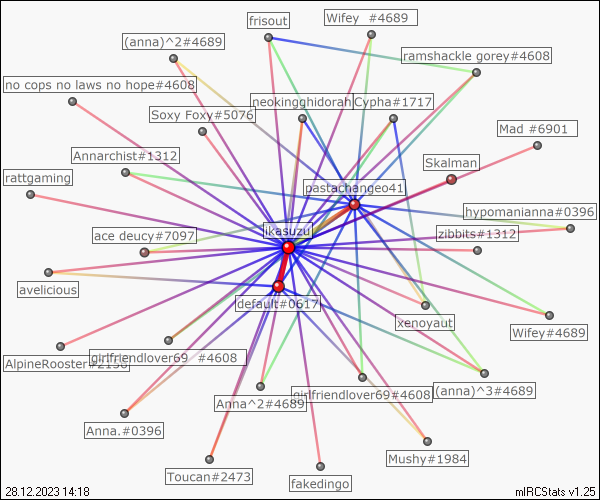 frisout
Wifey  #4689
(anna)^2#4689
ramshackle gorey#4608
no cops no laws no hope#4608
neokingghidorah
Cypha#1717
Soxy Foxy#5076
Mad #6901
Annarchist#1312
Skalman
rattgaming
pastachangeo41
hypomanianna#0396
ikasuzu
zibbits#1312
ace deucy#7097
avelicious
default#0617
xenoyaut
Wifey#4689
girlfriendlover69  #4608
AlpineRooster#2198
(anna)^3#4689
girlfriendlover69#4608
Anna^2#4689
Anna.#0396
Mushy#1984
Toucan#2473
fakedingo
28.12.2023 14:18
mIRCStats v1.25